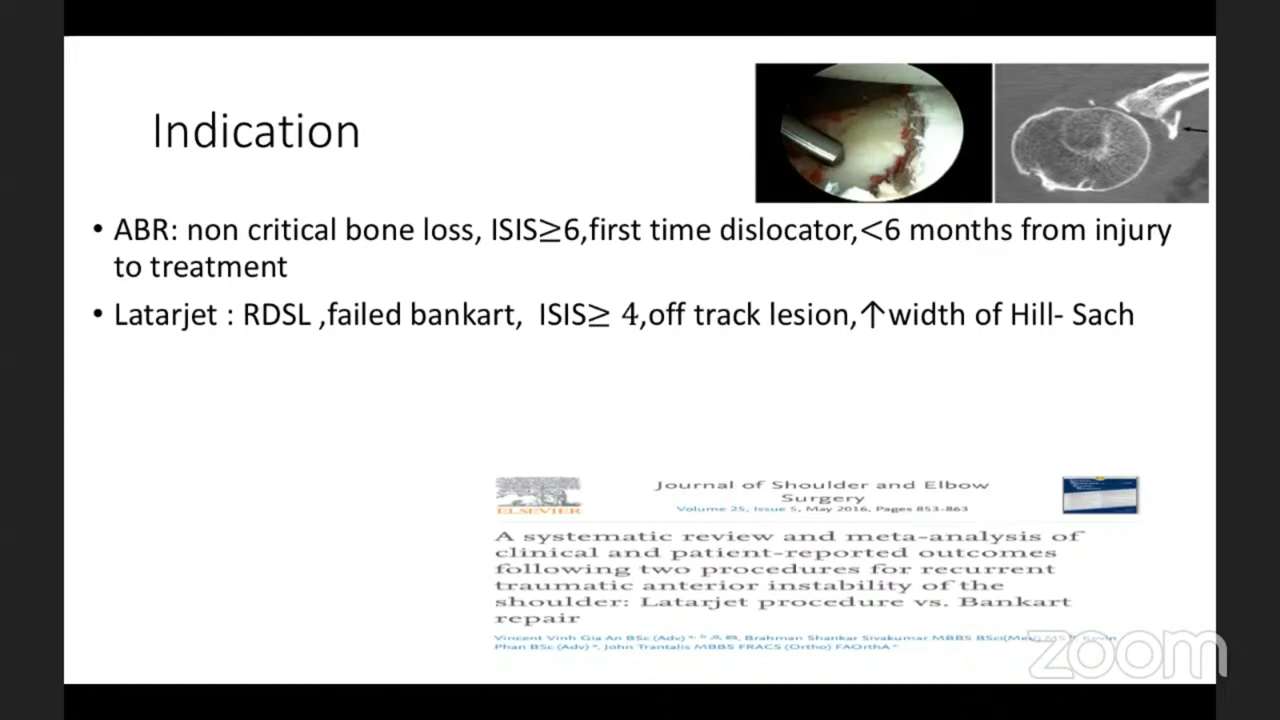 Indication
• ABR: non critical bone loss, ISIS≥6,first time dislocator,<6 months from injury
to treatment
• Latarjet : RDSL ,failed bankart,  ISIS≥ 4,off track lesion,↑width of Hill- Sach
ELSEVIER
Journal of Shoulder and Elbow
Surgery
Volume 25, Issue 5, May 2016, Pages 853-863
A systematic review and meta-analysis of
clinical and patient-reported outcomes
following two procedures for recurrent
traumatic anterior instability of the
shoulder: Latarjet procedure vs. Bankart
repair
Vincent Vinh Gia An BSc (Adv) Brahman Shankar Sivakumar MBBS Kevin
Phan BSc (Adv) , John Trantalis MBBS FRACS (Ortho) FAOrthA
zoom